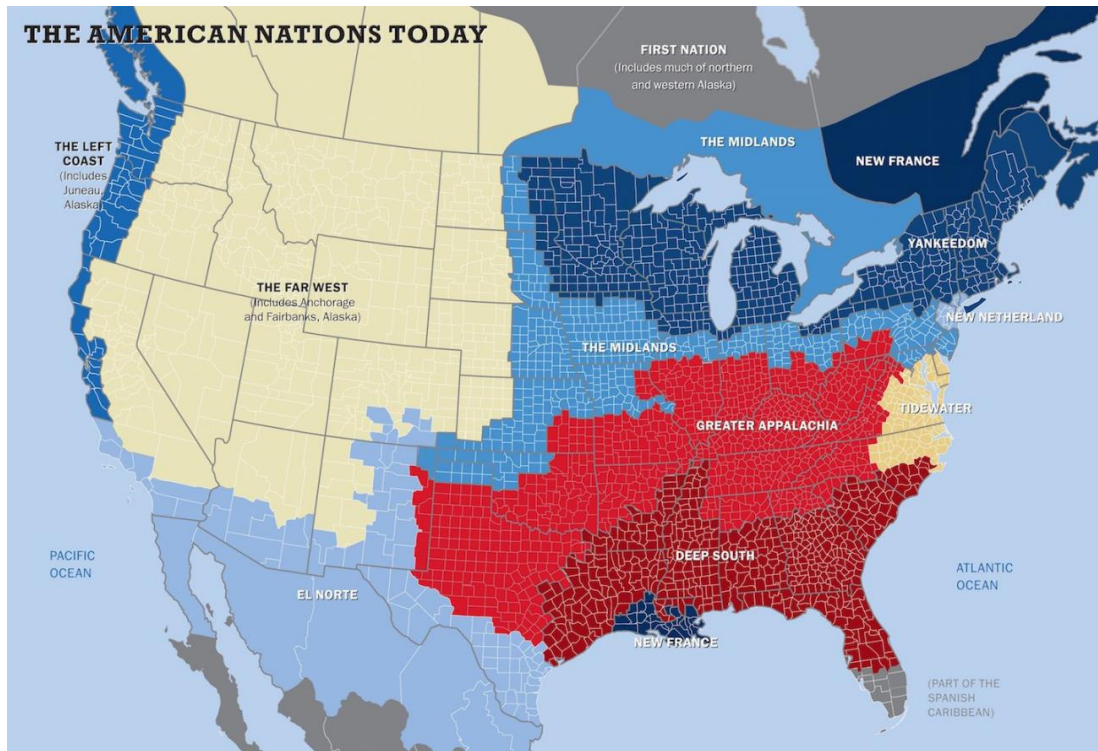 THE AMERICAN NATIONS TODAY
FIRST NATION
(Includes much of northern
and western Alaska)
THE LEFT
COAST
(Includes
Juneau,
Alaska)
THE MIDLANDS
NEW FRANCE
YANKEEDOM
THE FAR WEST
(Includes Anchorage
and Fairbanks, Alaska)
NEW NETHERLAND
THE MIDLANDS
TIDEWATER
GREATER APPALACHIA
PACIFIC
OCEAN
DEEP SOUTH
ATLANTIC
OCEAN
EL NORTE
NEW FRANCE
(PART OF THE
SPANISH
CARIBBEAN)